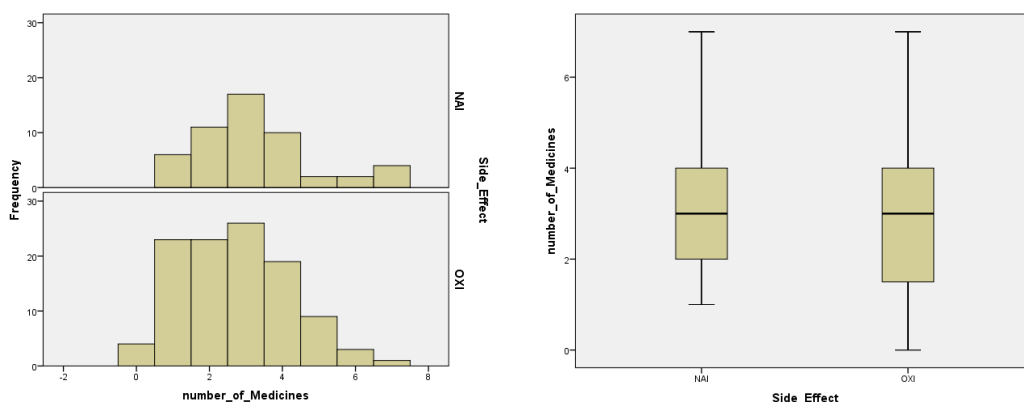 30
20
10
0
NAI
30
20
10
0
OXI
Frequency
Side_Effect
-2 0 2 4 6 8
number_of_Medicines
6
4
2
0
number_of_Medicines
NAI OXI
Side_Effect